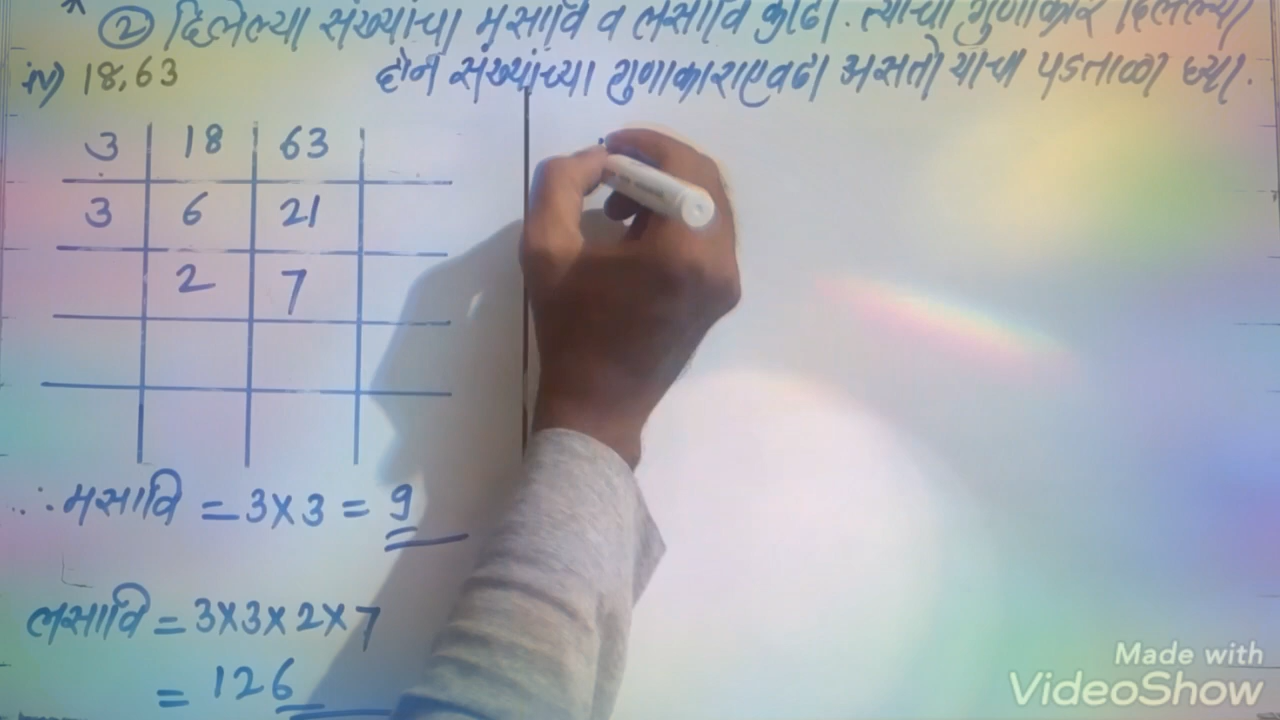 * ② दिलेल्या संख्यांचा मसावि व लसावि काढा. त्यांचा गुणाकार दिलेल्या
iv) 18,63 दोन संख्यांच्या गुणाकाराएवढा असतो याचा पडताळा घ्या.
3 18 63
3 6 21
2 7
∴ मसावि = 3×3 = 9
लसावि = 3×3×2×7
= 126
Made with
VideoShow